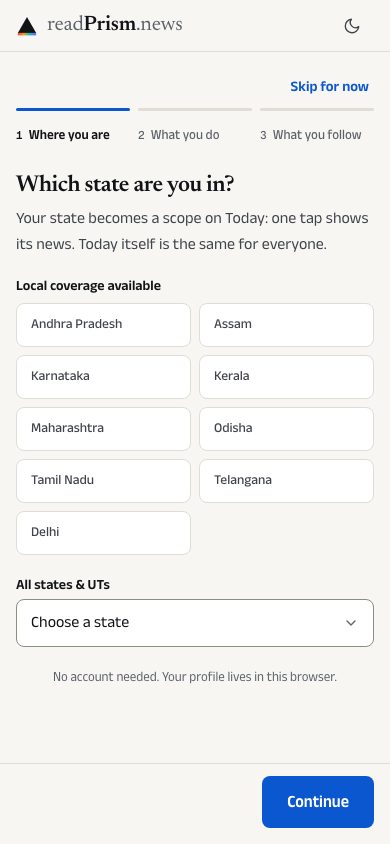 readPrism.news
Skip for now
1 Where you are
2 What you do
3 What you follow
Which state are you in?
Your state becomes a scope on Today: one tap shows
its news. Today itself is the same for everyone.
Local coverage available
Andhra Pradesh
Assam
Karnataka
Kerala
Maharashtra
Odisha
Tamil Nadu
Telangana
Delhi
All states & UTs
Choose a state
No account needed. Your profile lives in this browser.
Continue